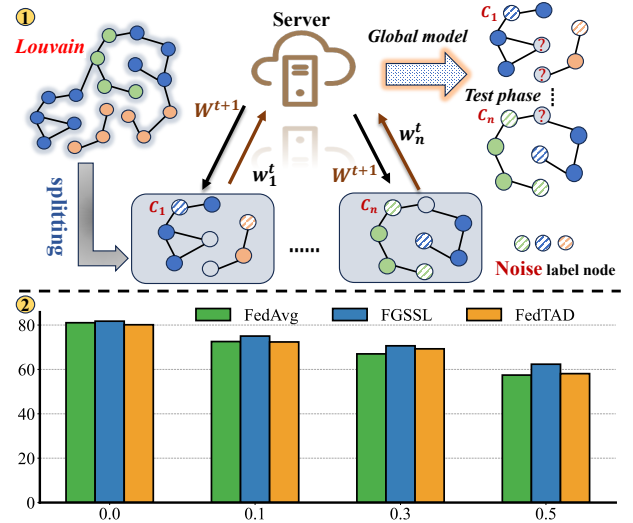 1
Louvain
Server
Global model
C1
?
?
Test phase
Cn
?
W^{t+1}
w_1^t
W^{t+1}
w_n^t
splitting
C1
......
Cn
Noise label node
2
FedAvg FGSSL FedTAD
80
60
40
20
0
0.0 0.1 0.3 0.5